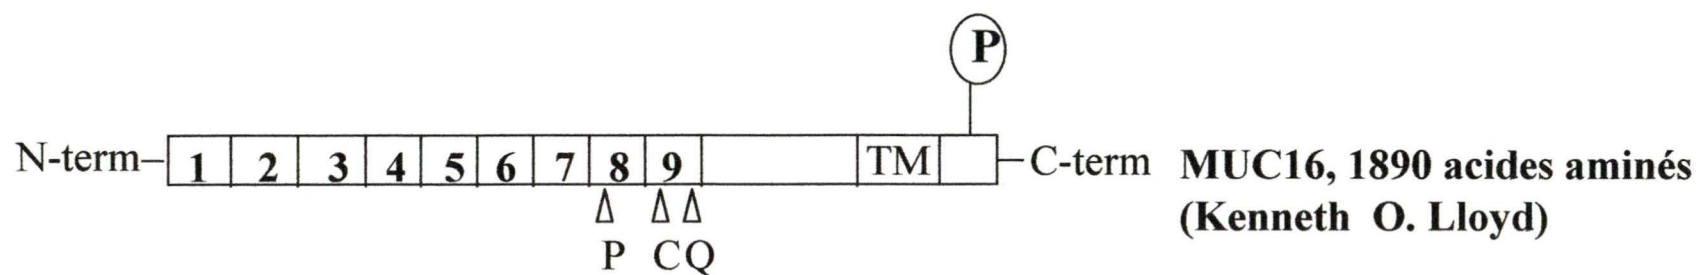 P
N-term 1 2 3 4 5 6 7 8 9 TM C-term MUC16, 1890 acides aminés
(Kenneth O. Lloyd)
P CQ